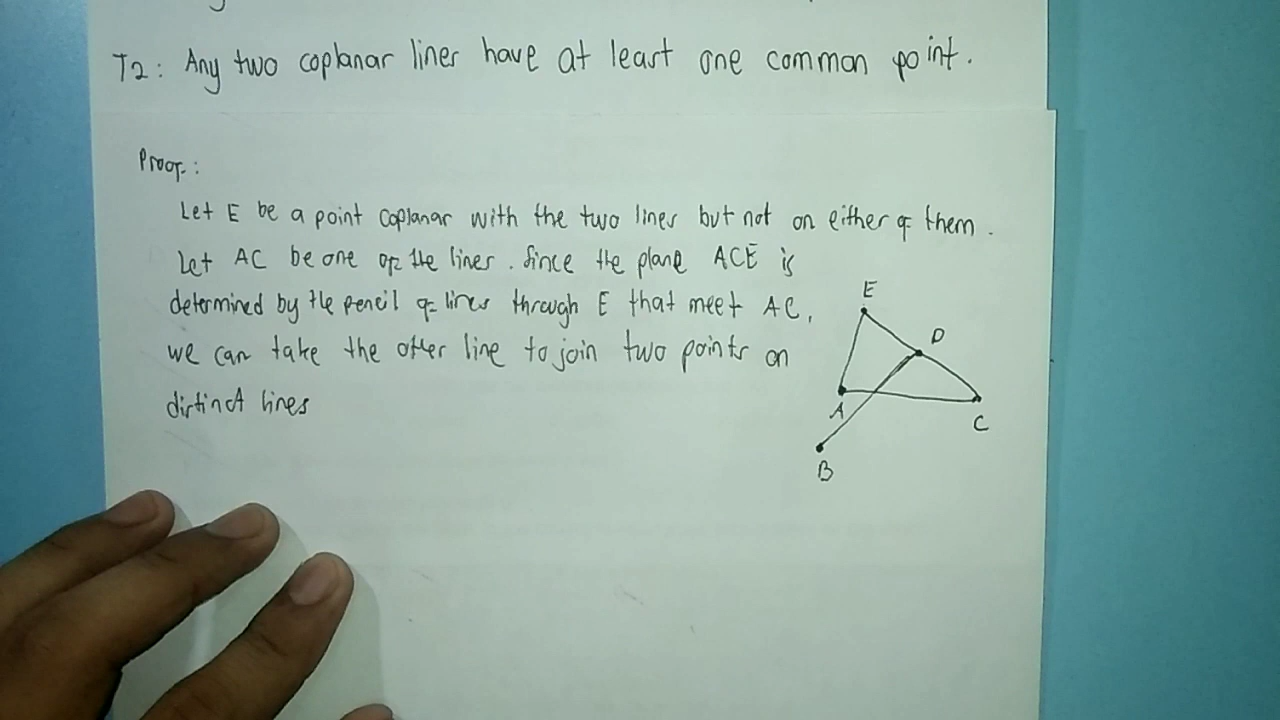 T2: Any two coplanar lines have at least one common point.
Proof:
Let E be a point coplanar with the two lines but not on either of them.
Let AC be one of the lines. Since the plane ACE is
determined by the pencil of lines through E that meet AC,
we can take the other line to join two points on
distinct lines
E
D
A
C
B